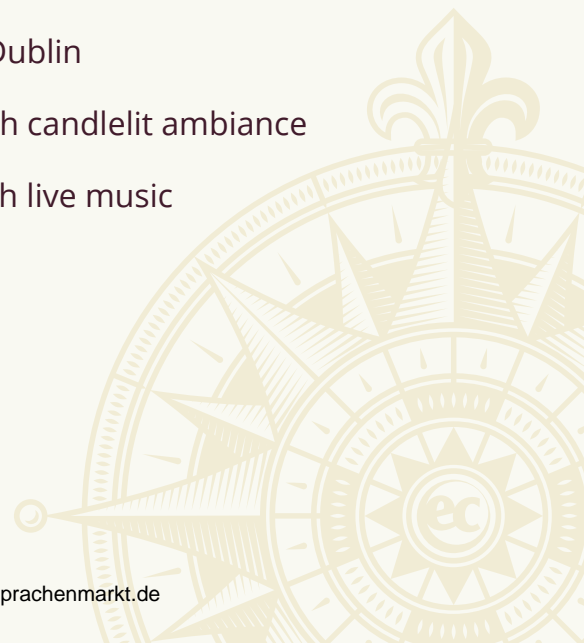 Dublin
h candlelit ambiance
h live music
ec
prachenmarkt.de